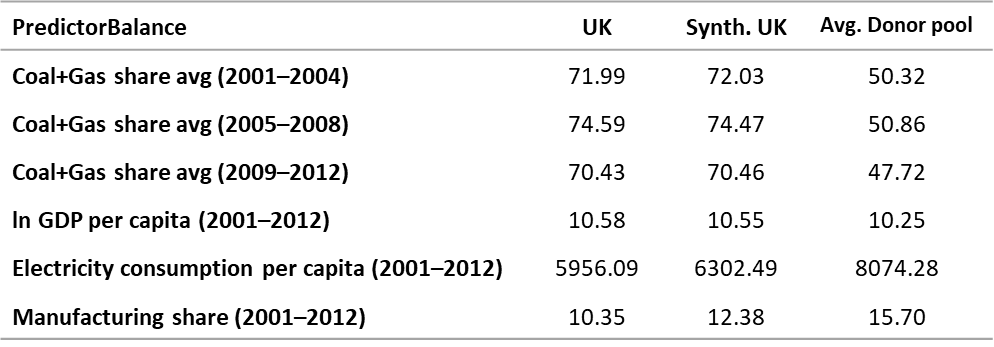 PredictorBalance UK Synth. UK Avg. Donor pool
Coal+Gas share avg (2001–2004) 71.99 72.03 50.32
Coal+Gas share avg (2005–2008) 74.59 74.47 50.86
Coal+Gas share avg (2009–2012) 70.43 70.46 47.72
ln GDP per capita (2001–2012) 10.58 10.55 10.25
Electricity consumption per capita (2001–2012) 5956.09 6302.49 8074.28
Manufacturing share (2001–2012) 10.35 12.38 15.70